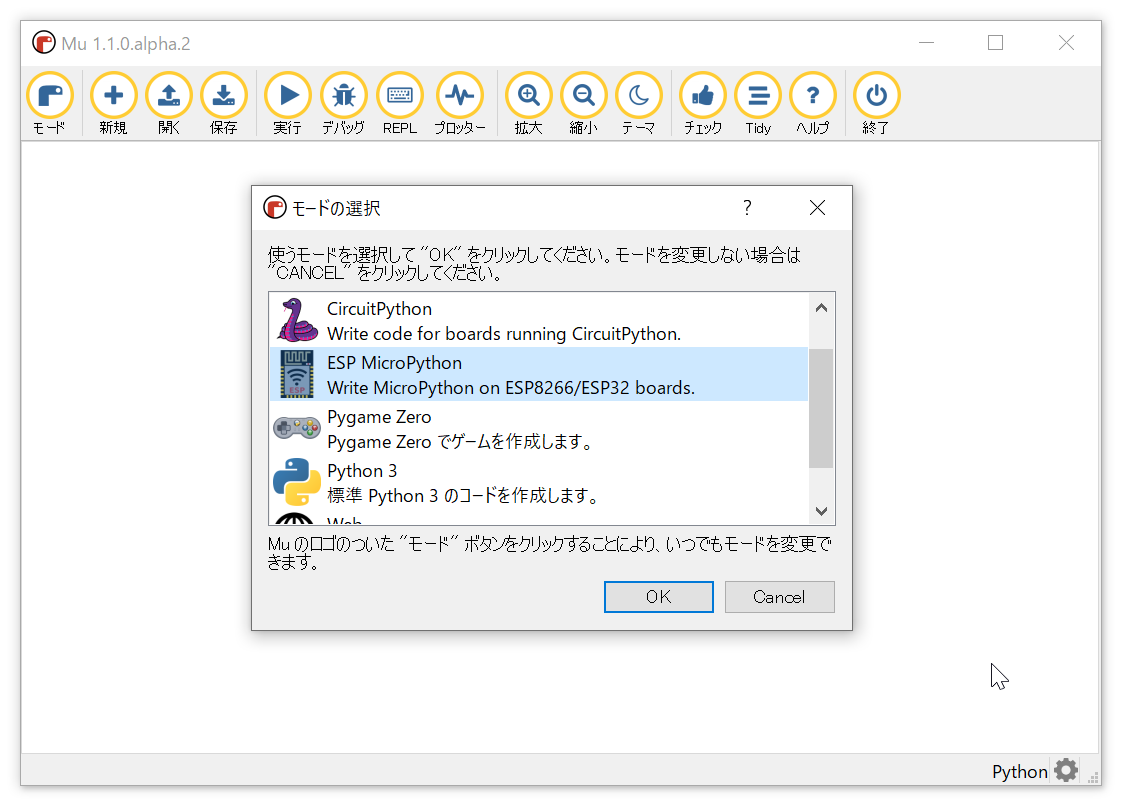 Mu 1.1.0.alpha.2
モード 新規 開く 保存 実行 デバッグ REPL プロッター 拡大 縮小 テーマ チェック Tidy ヘルプ 終了
モードの選択
使うモードを選択して "OK" をクリックしてください。モードを変更しない場合は
"CANCEL" をクリックしてください。
CircuitPython
Write code for boards running CircuitPython.
ESP MicroPython
Write MicroPython on ESP8266/ESP32 boards.
Pygame Zero
Pygame Zero でゲームを作成します。
Python 3
標準 Python 3 のコードを作成します。
Web
Mu のロゴのついた "モード" ボタンをクリックすることにより、いつでもモードを変更で
きます。
OK Cancel
Python